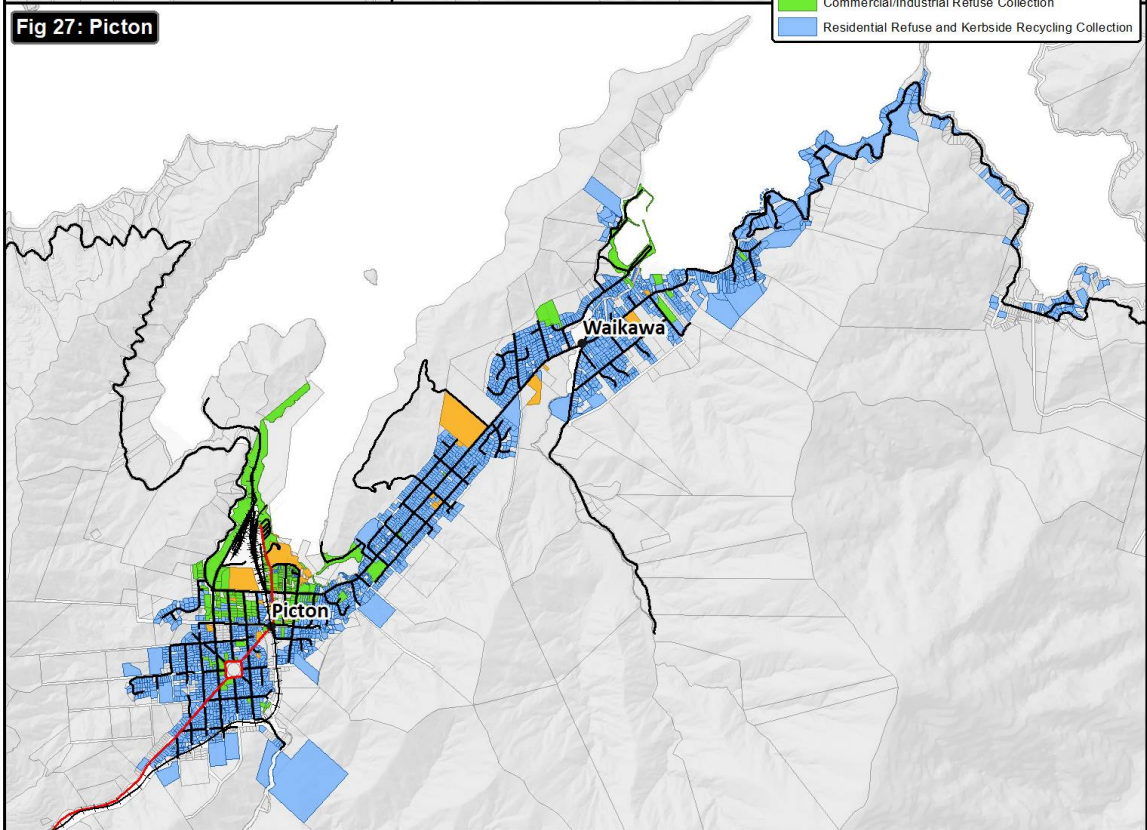 Commercial/Industrial Refuse Collection
Fig 27: Picton
Residential Refuse and Kerbside Recycling Collection
Waikawa
Picton